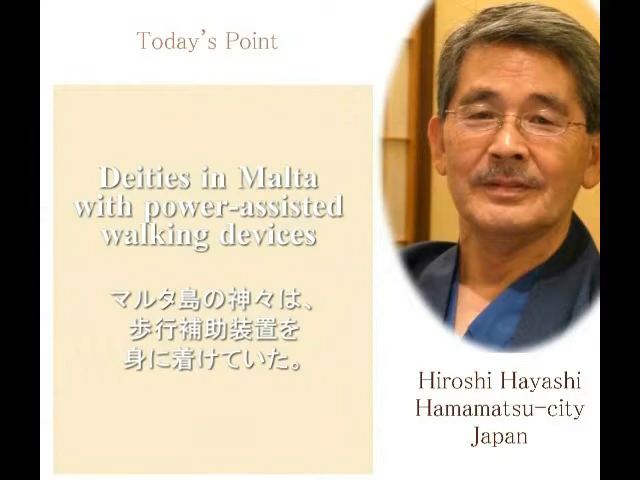 Today's Point
Deities in Malta
with power-assisted
walking devices
マルタ島の神々は、
歩行補助装置を
身に着けていた。
Hiroshi Hayashi
Hamamatsu-city
Japan